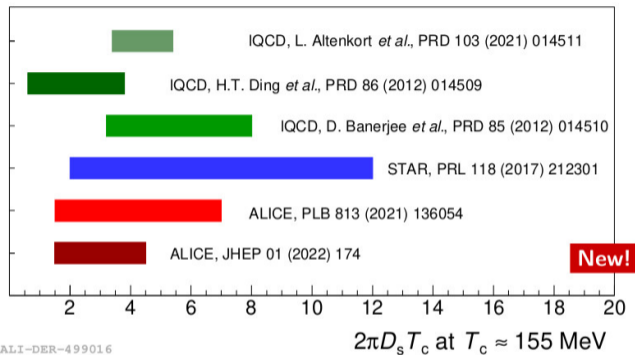 lQCD, L. Altenkort et al., PRD 103 (2021) 014511
lQCD, H.T. Ding et al., PRD 86 (2012) 014509
lQCD, D. Banerjee et al., PRD 85 (2012) 014510
STAR, PRL 118 (2017) 212301
ALICE, PLB 813 (2021) 136054
ALICE, JHEP 01 (2022) 174
New!
2 4 6 8 10 12 14 16 18 20
2πDsTc at Tc ≈ 155 MeV
ALI-DER-499016